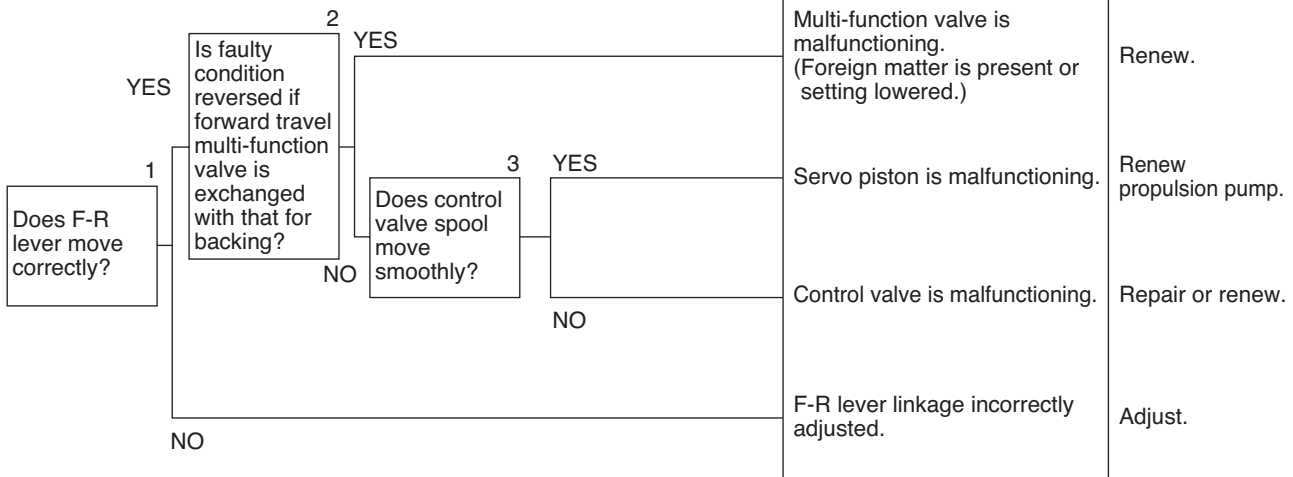 1
Does F-R
lever move
correctly?
YES
NO
2
Is faulty
condition
reversed if
forward travel
multi-function
valve is
exchanged
with that for
backing?
YES
NO
3
Does control
valve spool
move
smoothly?
YES
NO
Multi-function valve is
malfunctioning.
(Foreign matter is present or
setting lowered.)
Renew.
Servo piston is malfunctioning.
Renew
propulsion pump.
Control valve is malfunctioning.
Repair or renew.
F-R lever linkage incorrectly
adjusted.
Adjust.